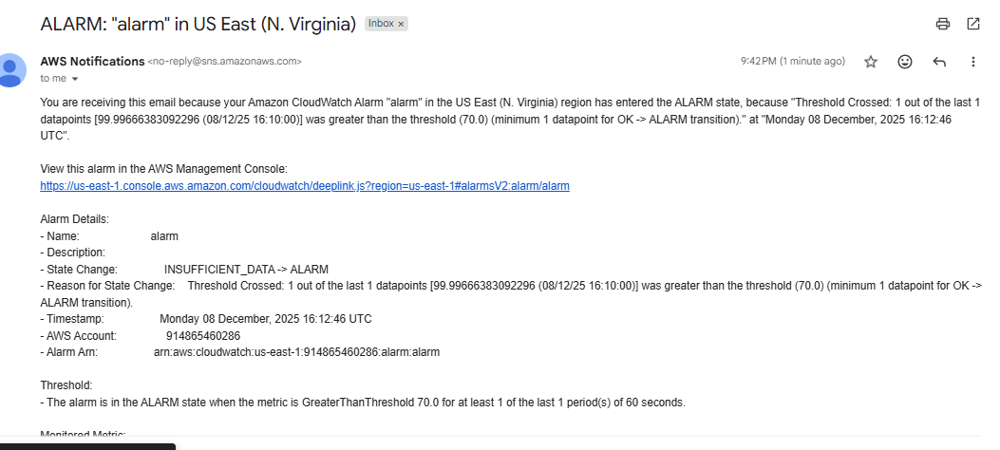 ALARM: "alarm" in US East (N. Virginia) Inbox ×
AWS Notifications <no-reply@sns.amazonaws.com> 9:42 PM (1 minute ago)
to me
You are receiving this email because your Amazon CloudWatch Alarm "alarm" in the US East (N. Virginia) region has entered the ALARM state, because "Threshold Crossed: 1 out of the last 1
datapoints [99.99666383092296 (08/12/25 16:10:00)] was greater than the threshold (70.0) (minimum 1 datapoint for OK -> ALARM transition)." at "Monday 08 December, 2025 16:12:46
UTC".
View this alarm in the AWS Management Console:
https://us-east-1.console.aws.amazon.com/cloudwatch/deeplink.js?region=us-east-1#alarmsV2:alarm/alarm
Alarm Details:
- Name: alarm
- Description:
- State Change: INSUFFICIENT_DATA -> ALARM
- Reason for State Change: Threshold Crossed: 1 out of the last 1 datapoints [99.99666383092296 (08/12/25 16:10:00)] was greater than the threshold (70.0) (minimum 1 datapoint for OK ->
ALARM transition).
- Timestamp: Monday 08 December, 2025 16:12:46 UTC
- AWS Account: 914865460286
- Alarm Arn: arn:aws:cloudwatch:us-east-1:914865460286:alarm:alarm
Threshold:
- The alarm is in the ALARM state when the metric is GreaterThanThreshold 70.0 for at least 1 of the last 1 period(s) of 60 seconds.
Monitored Metric: